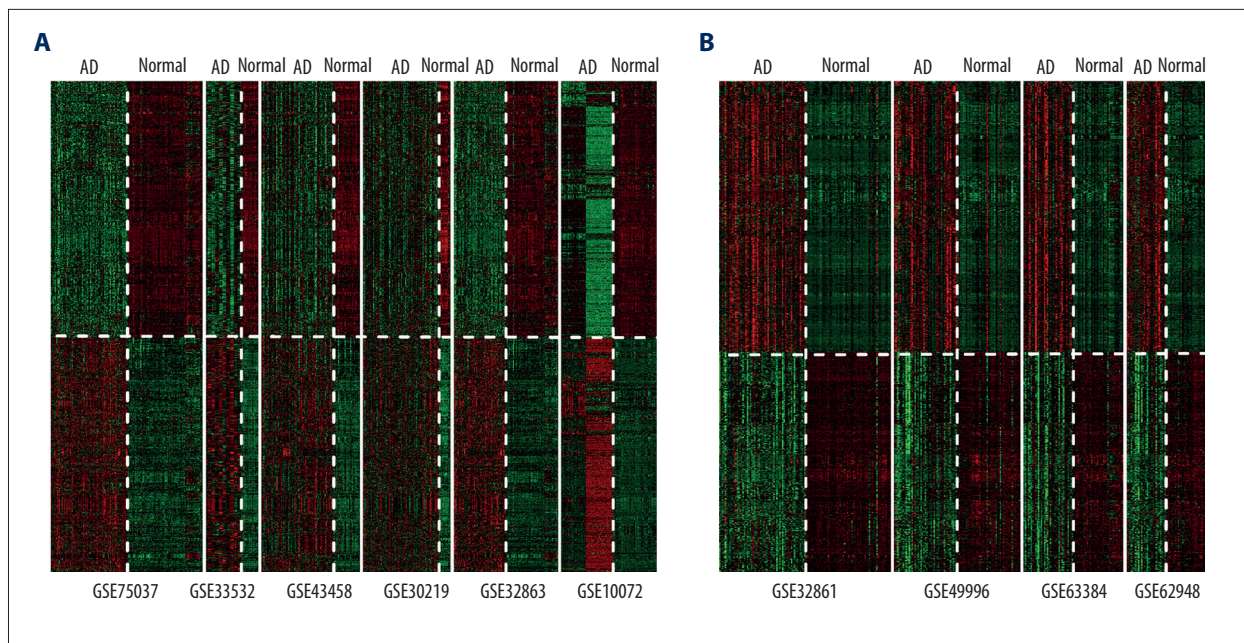 A
B
AD Normal AD Normal AD Normal AD Normal AD Normal AD Normal
AD Normal AD Normal AD Normal AD Normal
GSE75037 GSE33532 GSE43458 GSE30219 GSE32863 GSE10072
GSE32861 GSE49996 GSE63384 GSE62948